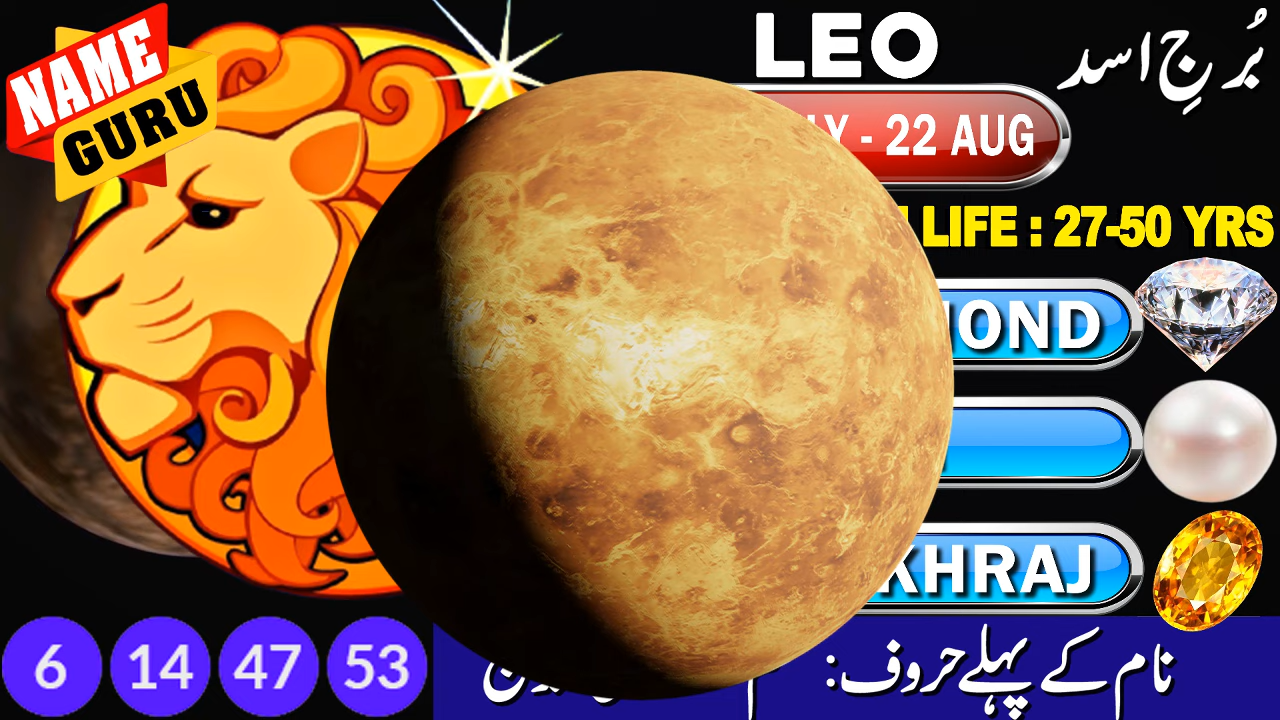 NAME
GURU
LEO
بُرجِ اسد
Y - 22 AUG
LIFE : 27-50 YRS
OND
KHRAJ
6 14 47 53
نام کے پہلے حروف:
م